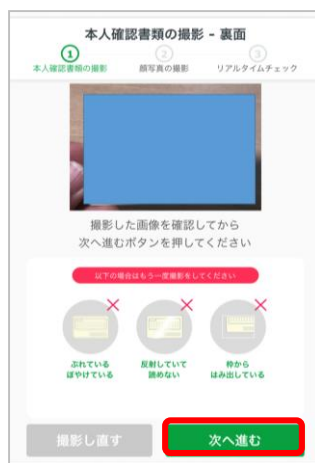 本人確認書類の撮影 - 裏面
1 2 3
本人確認書類の撮影 顔写真の撮影 リアルタイムチェック
撮影した画像を確認してから
次へ進むボタンを押してください
以下の場合はもう一度撮影をしてください
ぶれている
ぼやけている
反射していて
読めない
枠から
はみ出している
撮影し直す 次へ進む